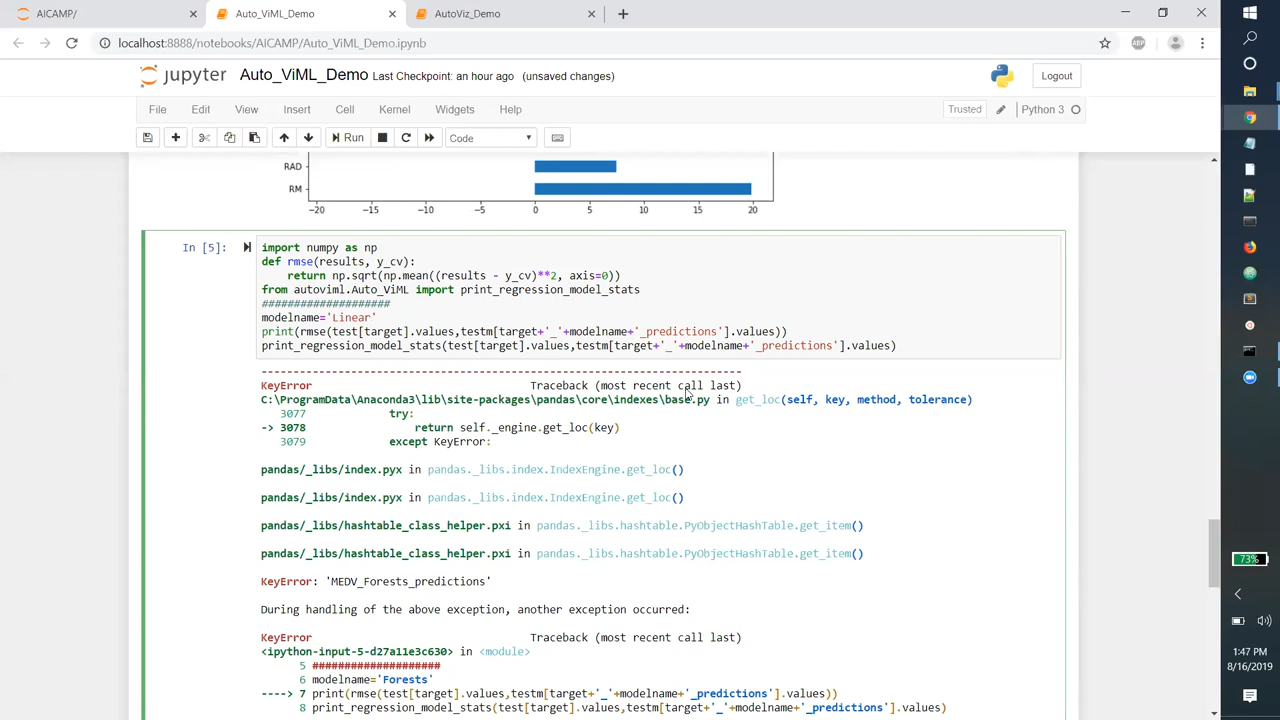 AICAMP/
Auto_ViML_Demo
AutoViz_Demo
localhost:8888/notebooks/AICAMP/Auto_ViML_Demo.ipynb
ABP
jupyter Auto_ViML_Demo Last Checkpoint: an hour ago (unsaved changes)
Logout
File Edit View Insert Cell Kernel Widgets Help
Trusted
Python 3
Run
Code
RAD
RM
−20 −15 −10 −5 0 5 10 15 20
In [5]:
import numpy as np
def rmse(results, y_cv):
    return np.sqrt(np.mean((results - y_cv)**2, axis=0))
from autoviml.Auto_ViML import print_regression_model_stats
####################
modelname='Linear'
print(rmse(test[target].values,testm[target+'_'+modelname+'_predictions'].values))
print_regression_model_stats(test[target].values,testm[target+'_'+modelname+'_predictions'].values)
---------------------------------------------------------------------------
KeyError                                  Traceback (most recent call last)
C:\ProgramData\Anaconda3\lib\site-packages\pandas\core\indexes\base.py in get_loc(self, key, method, tolerance)
   3077             try:
-> 3078                 return self._engine.get_loc(key)
   3079             except KeyError:
pandas/_libs/index.pyx in pandas._libs.index.IndexEngine.get_loc()
pandas/_libs/index.pyx in pandas._libs.index.IndexEngine.get_loc()
pandas/_libs/hashtable_class_helper.pxi in pandas._libs.hashtable.PyObjectHashTable.get_item()
pandas/_libs/hashtable_class_helper.pxi in pandas._libs.hashtable.PyObjectHashTable.get_item()
KeyError: 'MEDV_Forests_predictions'
During handling of the above exception, another exception occurred:
KeyError                                  Traceback (most recent call last)
<ipython-input-5-d27a11e3c630> in <module>
      5 ####################
      6 modelname='Forests'
----> 7 print(rmse(test[target].values,testm[target+'_'+modelname+'_predictions'].values))
      8 print_regression_model_stats(test[target].values,testm[target+'_'+modelname+'_predictions'].values)
73%
1:47 PM
8/16/2019